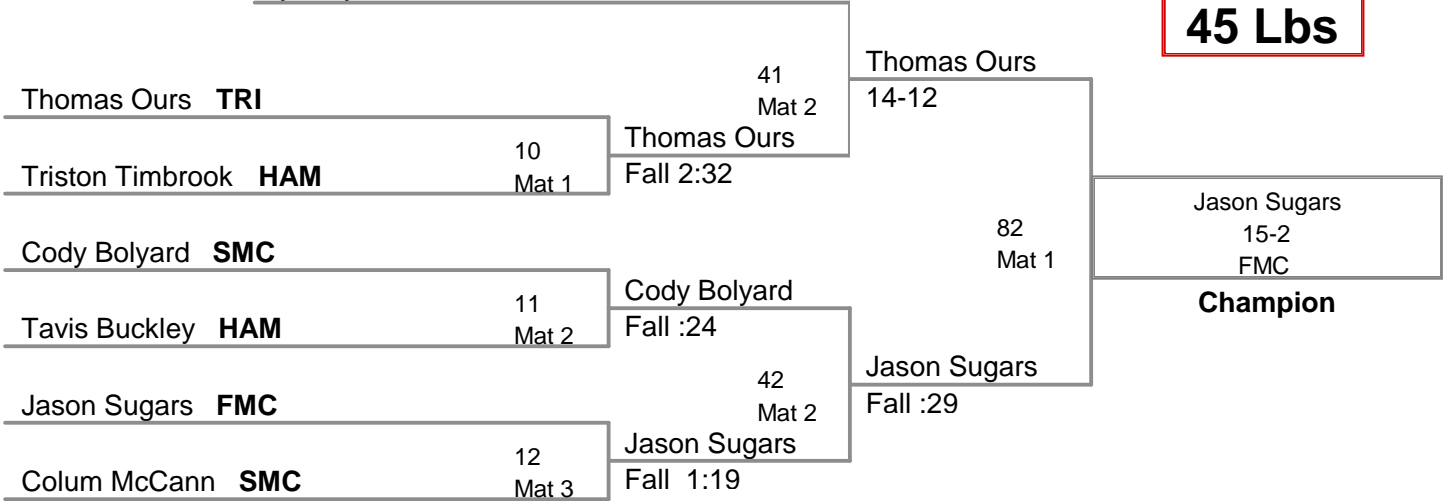 45 Lbs
Thomas Ours
41
Mat 2
14-12
Thomas Ours TRI
Thomas Ours
10
Mat 1
Fall 2:32
Triston Timbrook HAM
Jason Sugars
15-2
FMC
82
Mat 1
Champion
Cody Bolyard SMC
Cody Bolyard
11
Mat 2
Fall :24
Tavis Buckley HAM
Jason Sugars
42
Mat 2
Fall :29
Jason Sugars FMC
Jason Sugars
12
Mat 3
Fall 1:19
Colum McCann SMC